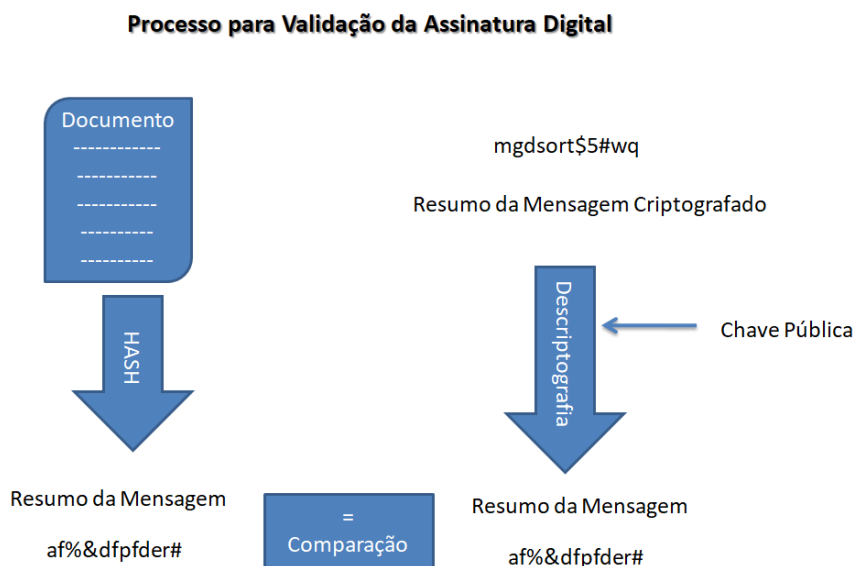 Processo para Validação da Assinatura Digital
Documento
------------
-----------
-----------
----------
----------
HASH
Resumo da Mensagem
af%&dfpfder#
mgdsort$5#wq
Resumo da Mensagem Criptografado
Descriptografia
Chave Pública
Resumo da Mensagem
af%&dfpfder#
=
Comparação